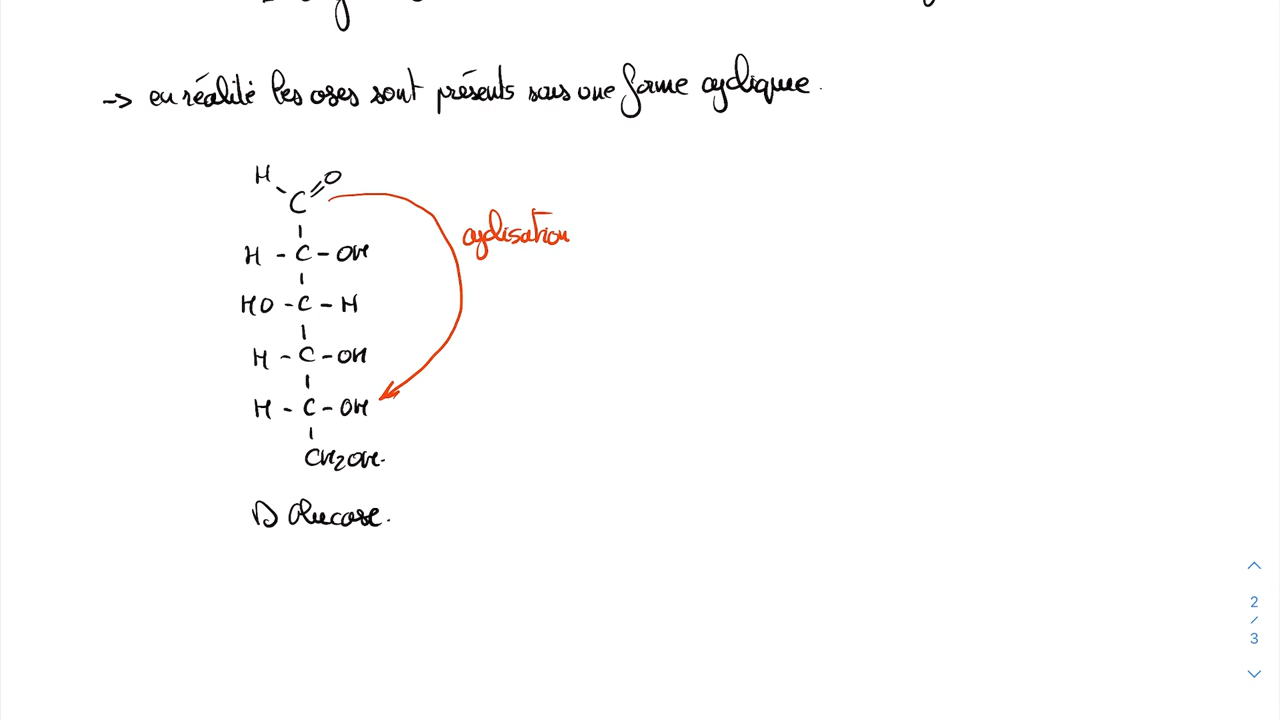 -> en réalité les oses sont présents sous une forme cyclique.
H O
C
cyclisation
H - C - OH
HO - C - H
H - C - OH
H - C - OH
CH2OH.
D Glucose.
2
/
3